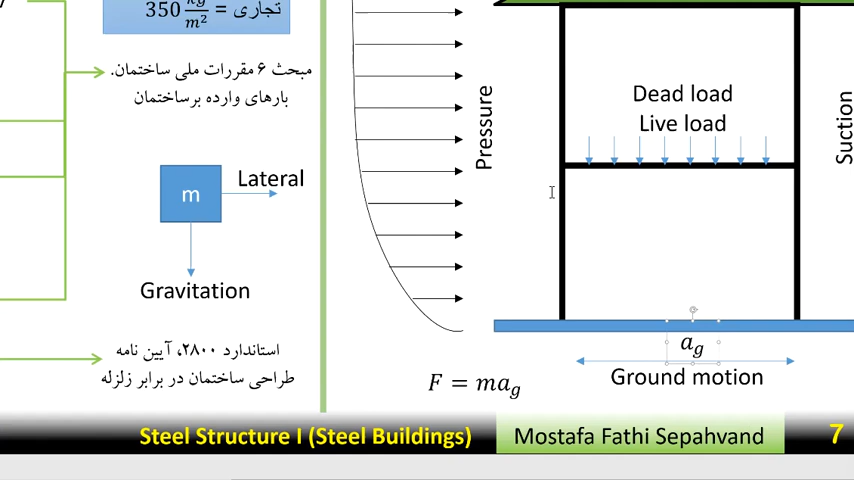 تجاری = 350 kg/m²
مبحث ۶ مقررات ملی ساختمان.
بارهای وارده برساختمان
m
Lateral
Gravitation
استاندارد ۲۸۰۰، آیین نامه
طراحی ساختمان در برابر زلزله
Pressure
Dead load
Live load
Suction
a_g
Ground motion
F = ma_g
Steel Structure I (Steel Buildings)
Mostafa Fathi Sepahvand
7